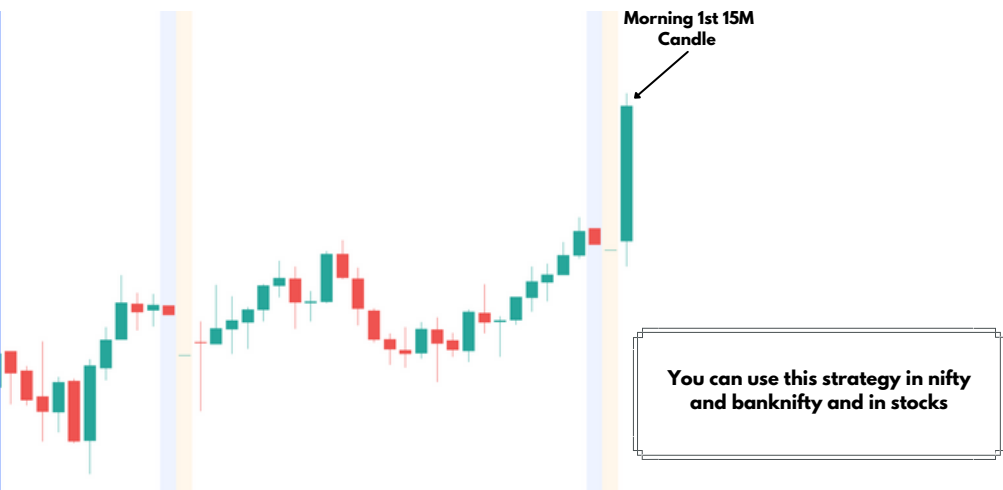 Morning 1st 15M
Candle
You can use this strategy in nifty
and banknifty and in stocks